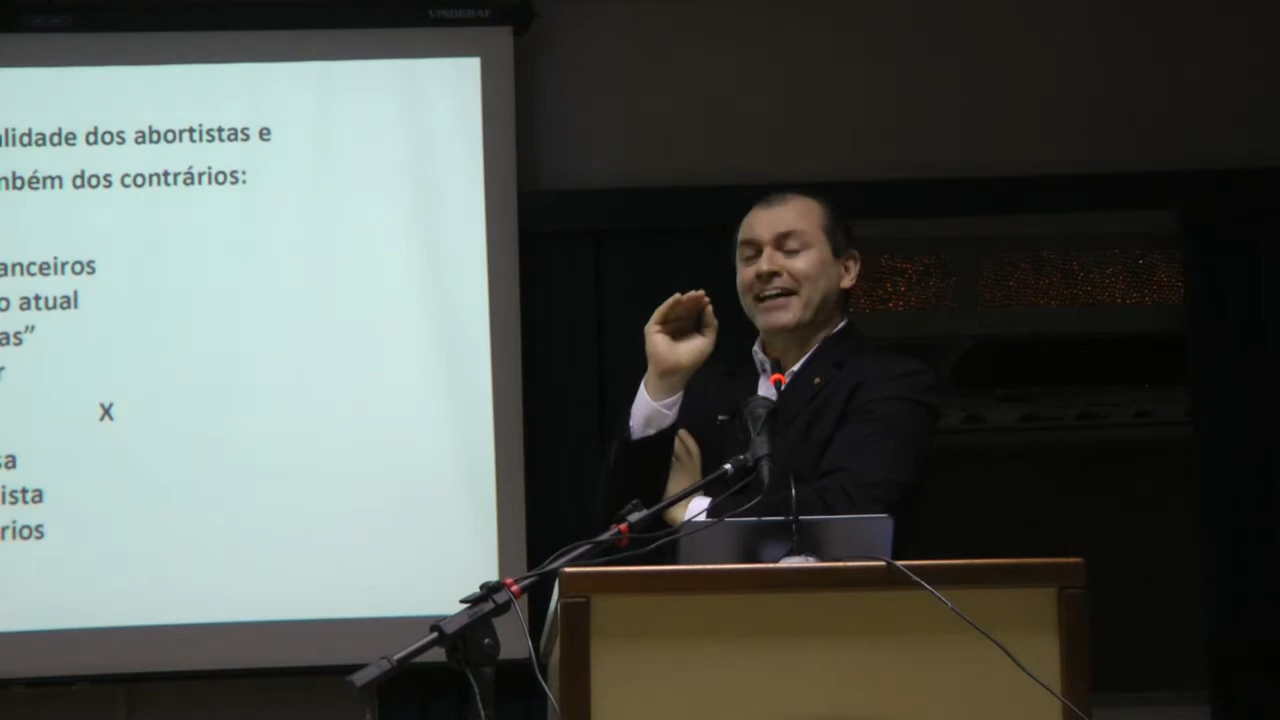 alidade dos abortistas e
mbém dos contrários:
anceiros
o atual
as”
r
X
sa
ista
rios